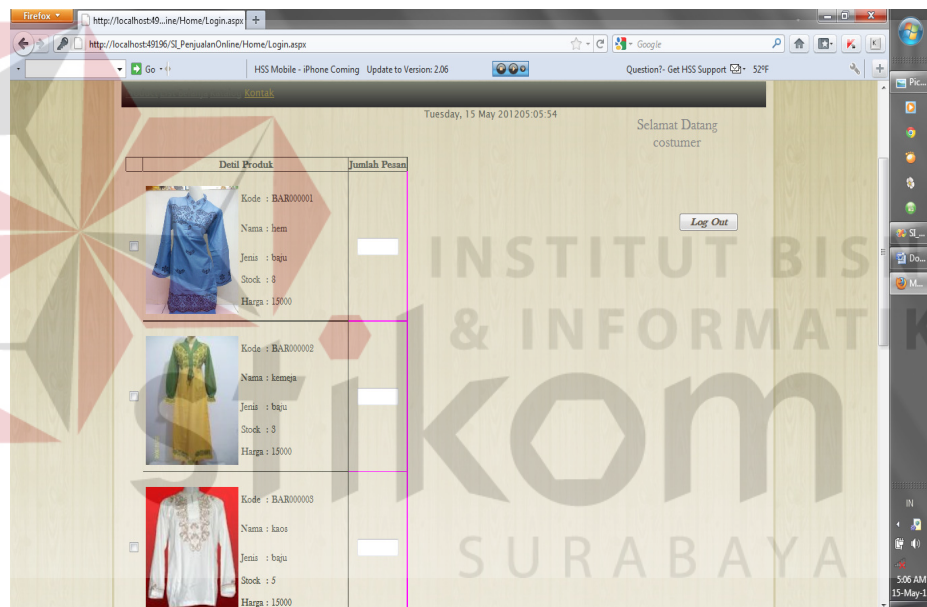 Firefox
http://localhost:49...ine/Home/Login.aspx
http://localhost:49196/SI_PenjualanOnline/Home/Login.aspx
Google
Go
HSS Mobile - iPhone Coming Update to Version: 2.06
Question?- Get HSS Support
52°F
Pic...
Kontak
Tuesday, 15 May 201205:05:54
Selamat Datang
costumer
Log Out
Detil Produk
Jumlah Pesan
Kode : BAR000001
Nama : hem
Jenis : baju
Stock : 8
Harga : 15000
Kode : BAR000002
Nama : kemeja
Jenis : baju
Stock : 3
Harga : 15000
Kode : BAR000003
Nama : kaos
Jenis : baju
Stock : 5
Harga : 15000
SI_...
Do...
M...
IN
5:06 AM
15-May-1
INSTITUT BIS
& INFORMATIK
stikom
SURABAYA